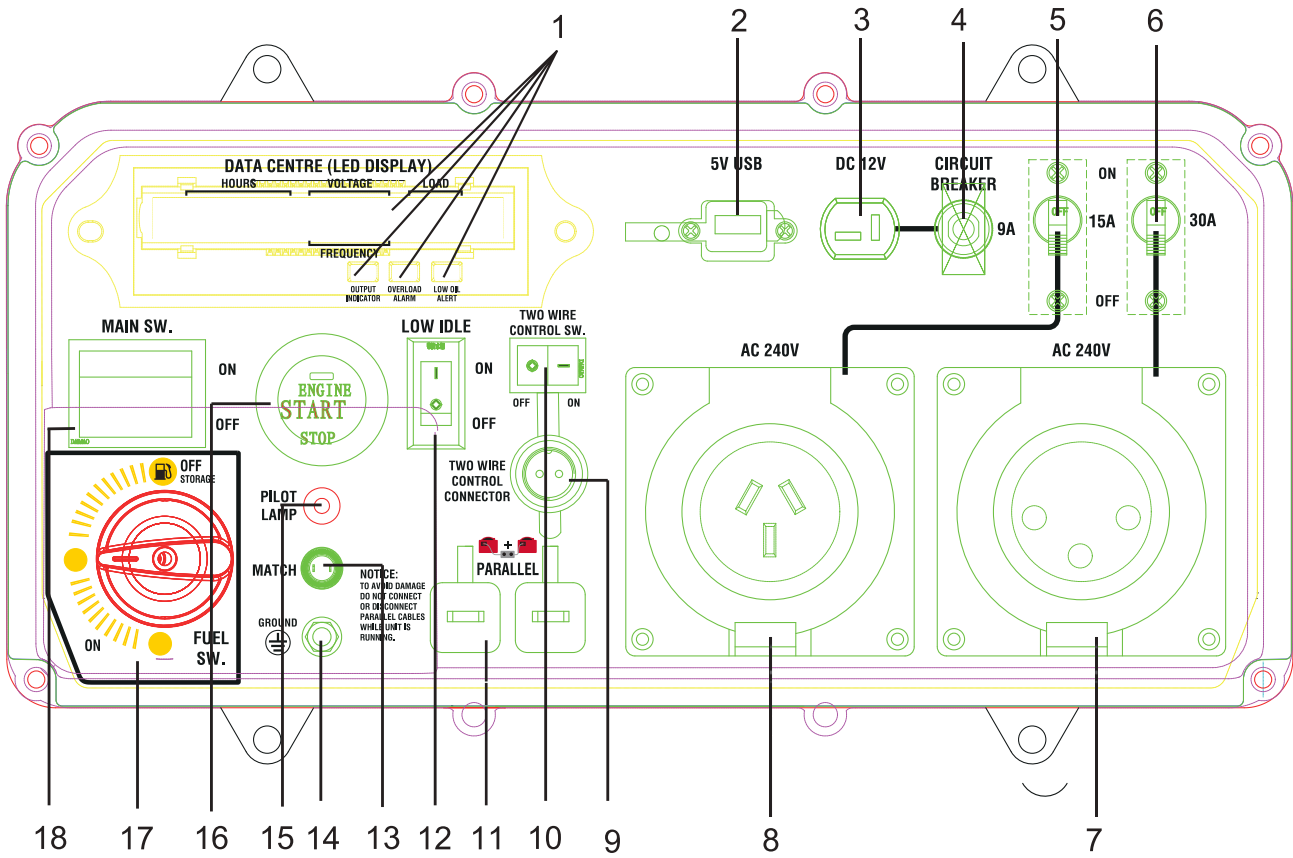 1
2
3
4
5
6
DATA CENTRE (LED DISPLAY)
HOURS
VOLTAGE
LOAD
FREQUENCY
OUTPUT
INDICATOR
OVERLOAD
ALARM
LOW OIL
ALERT
5V USB
DC 12V
CIRCUIT
BREAKER
9A
ON
OFF
15A
OFF
30A
OFF
MAIN SW.
ON
OFF
ENGINE
START
STOP
LOW IDLE
ON
OFF
TWO WIRE
CONTROL SW.
OFF
ON
TWO WIRE
CONTROL
CONNECTOR
AC 240V
AC 240V
OFF
STORAGE
ON
FUEL
SW.
PILOT
LAMP
MATCH
GROUND
NOTICE:
TO AVOID DAMAGE
DO NOT CONNECT
OR DISCONNECT
PARALLEL CABLES
WHILE UNIT IS
RUNNING.
+
PARALLEL
18
17
16
15
14
13
12
11
10
9
8
7